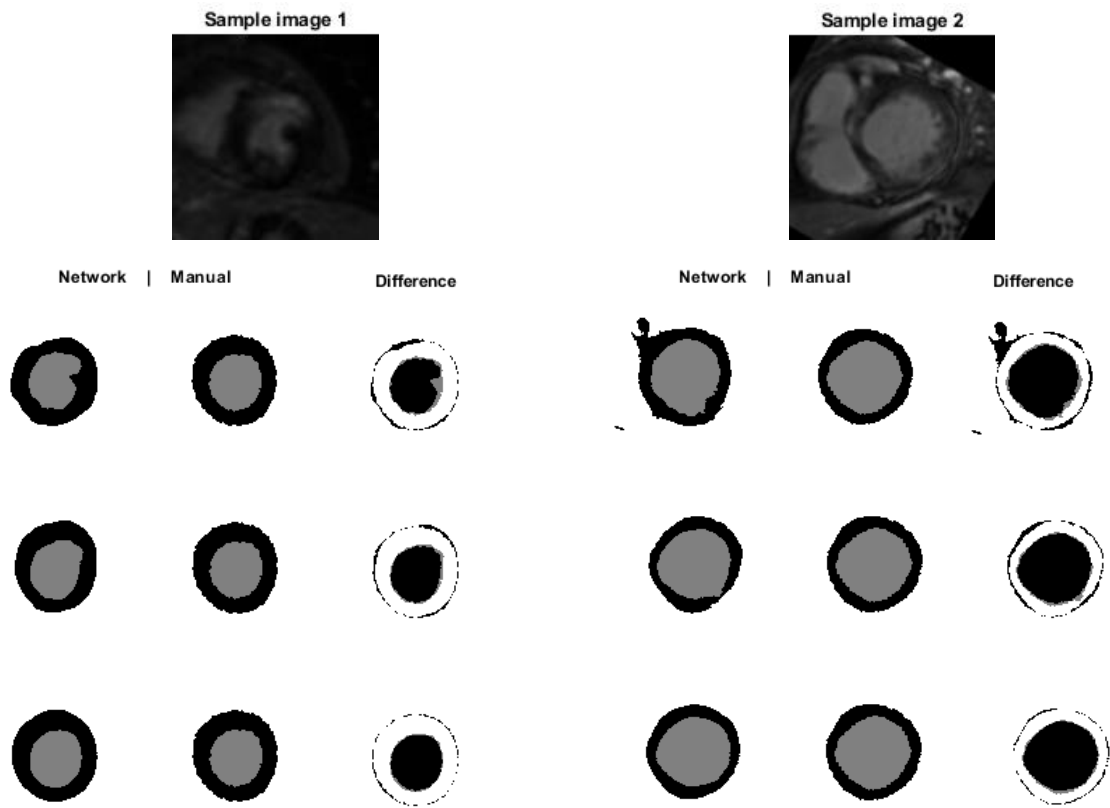 Sample image 1
Sample image 2
Network | Manual
Difference
Network | Manual
Difference